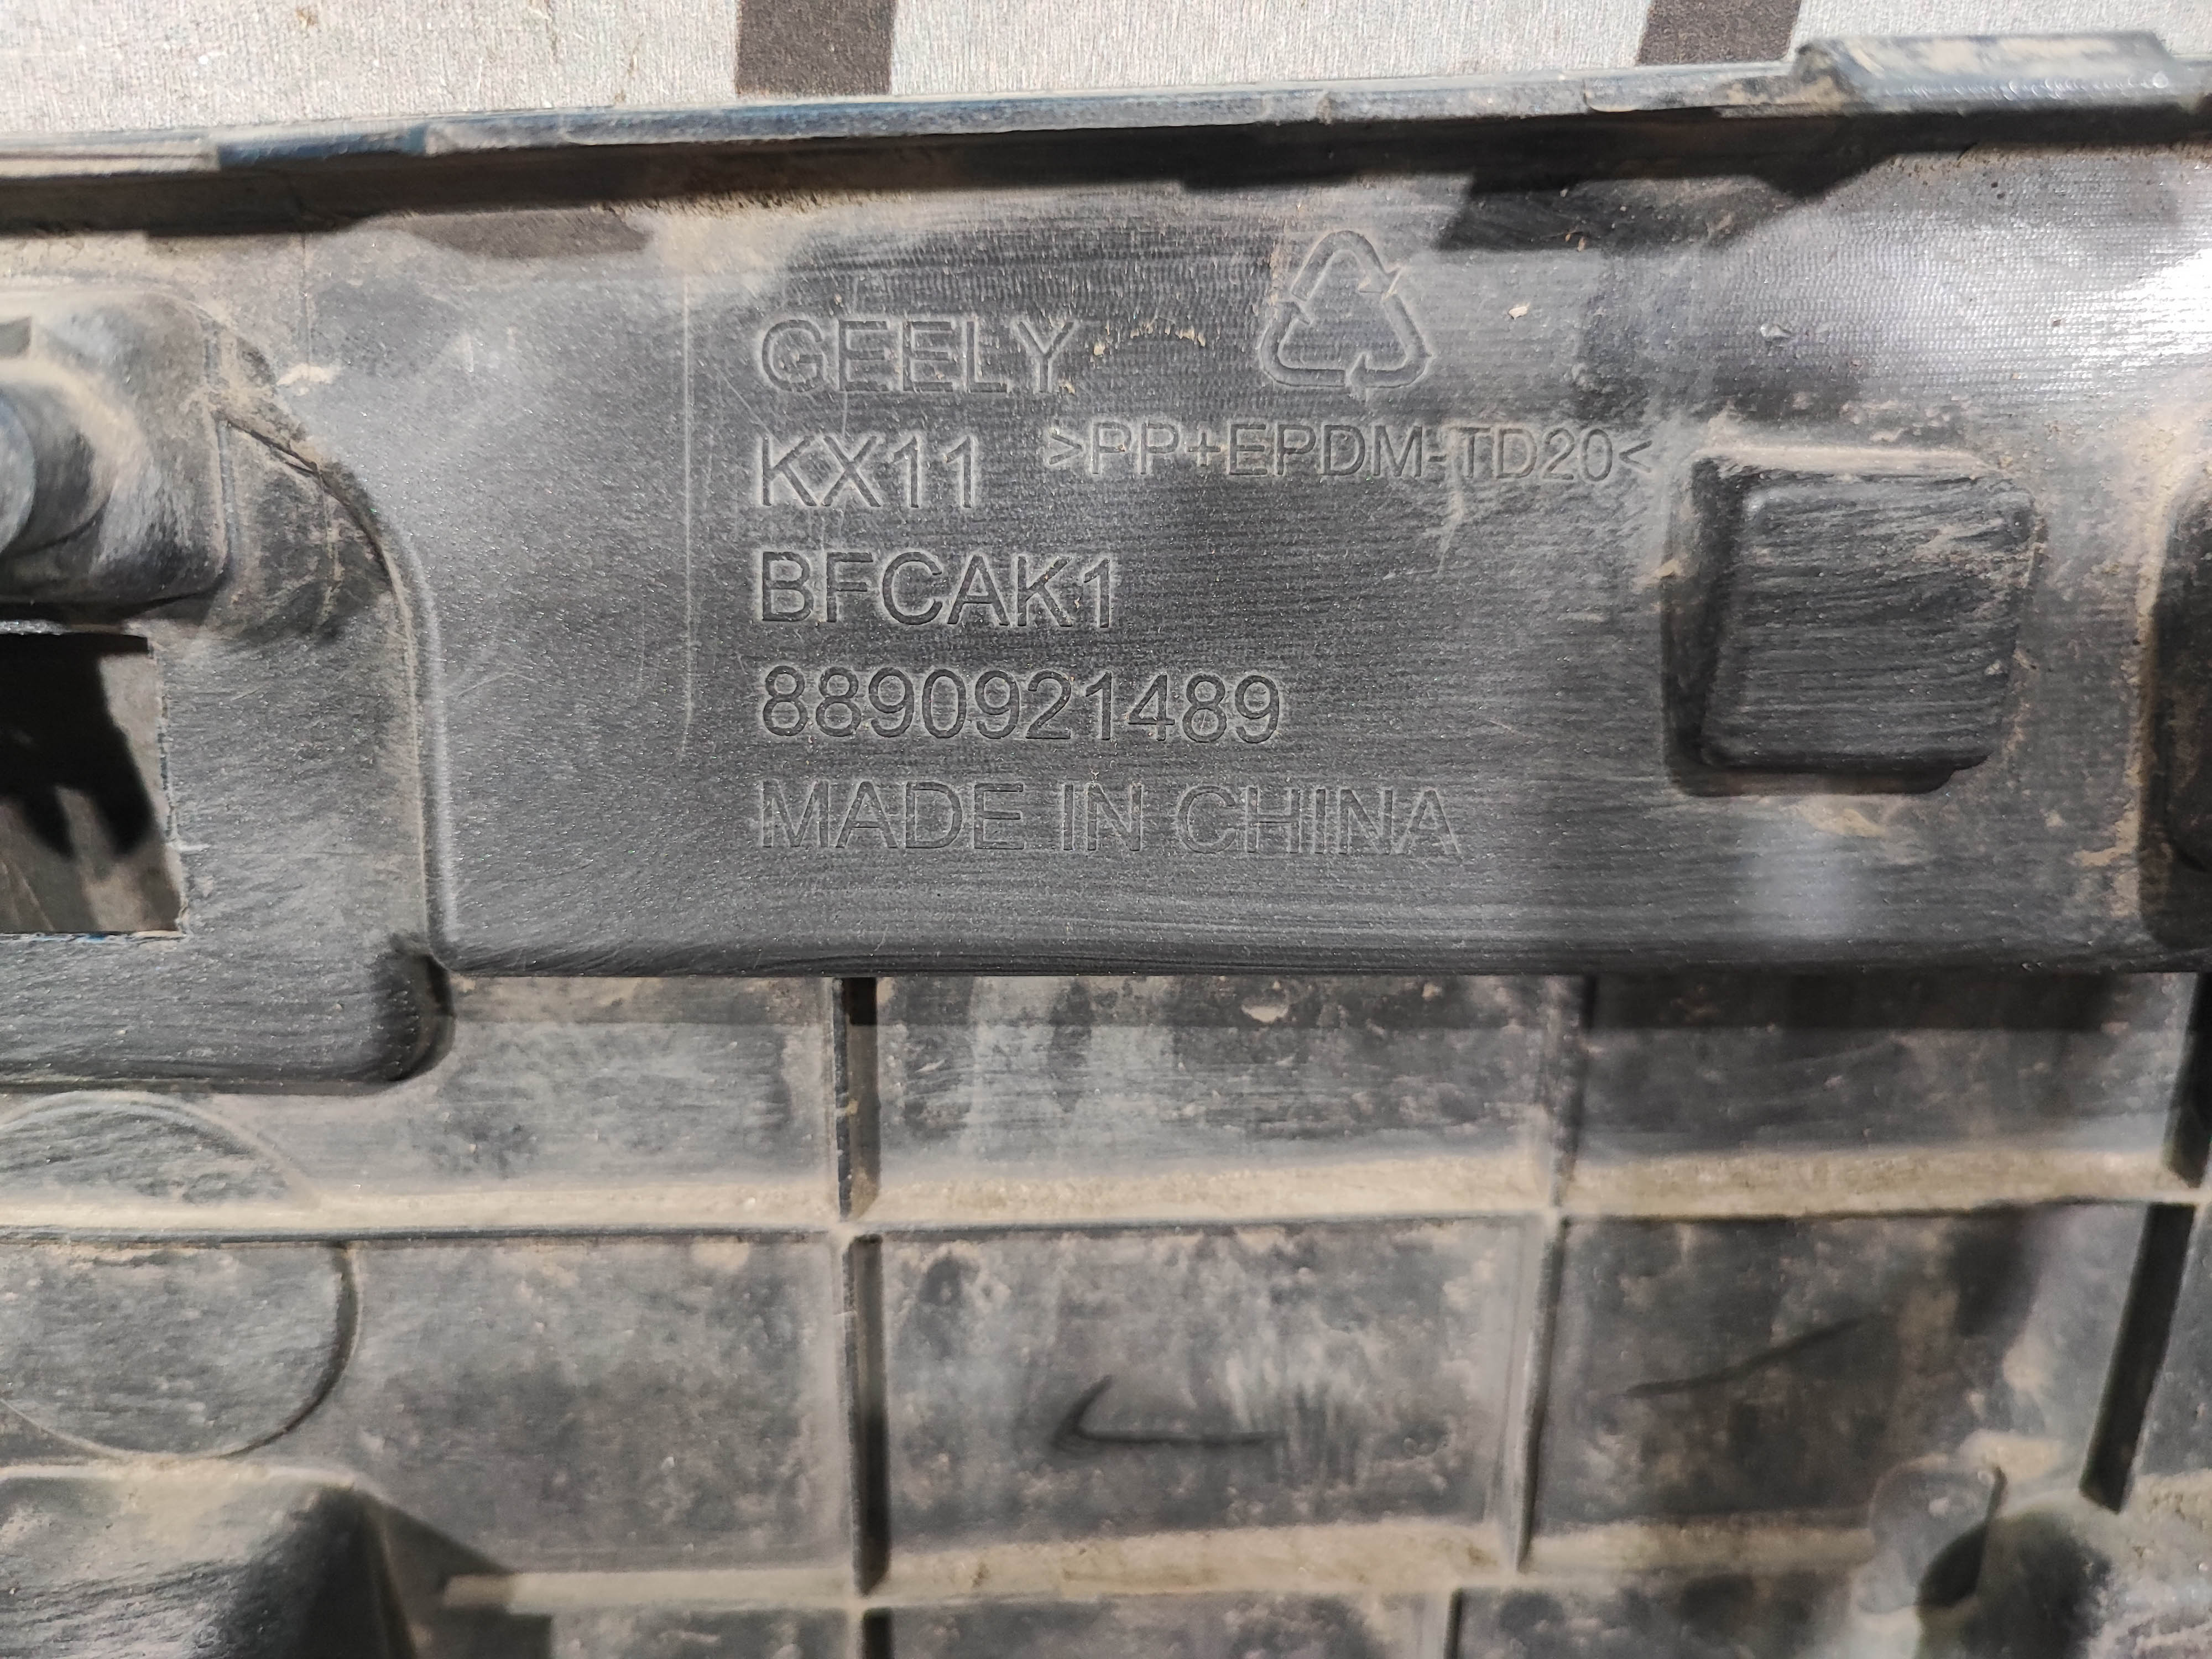 GEELY
KX11
>PP+EPDM-TD20<
BFCAK1
8890921489
MADE IN CHINA